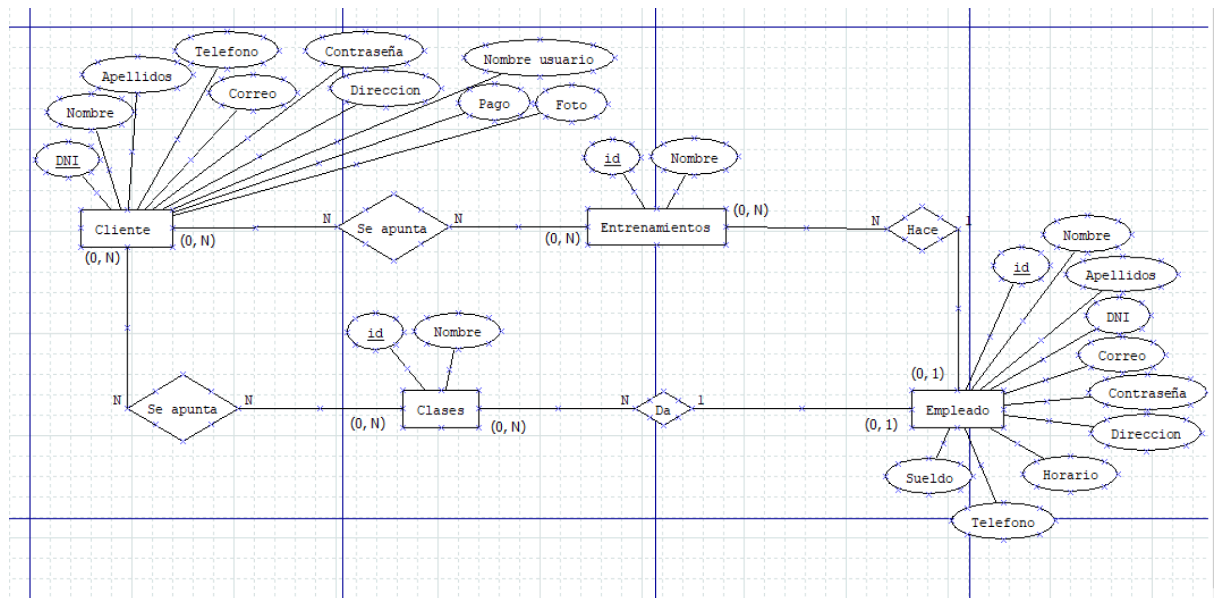 Telefono
Contraseña
Nombre usuario
Apellidos
Correo
Direccion
Pago
Foto
Nombre
DNI
id
Nombre
Cliente
(0, N)
(0, N)
N
Se apunta
N
(0, N)
Entrenamientos
(0, N)
N
Hace
1
Nombre
id
Apellidos
DNI
Correo
Contraseña
Direccion
Horario
Telefono
Sueldo
(0, 1)
Empleado
(0, 1)
id
Nombre
N
Se apunta
N
(0, N)
Clases
(0, N)
N
Da
1